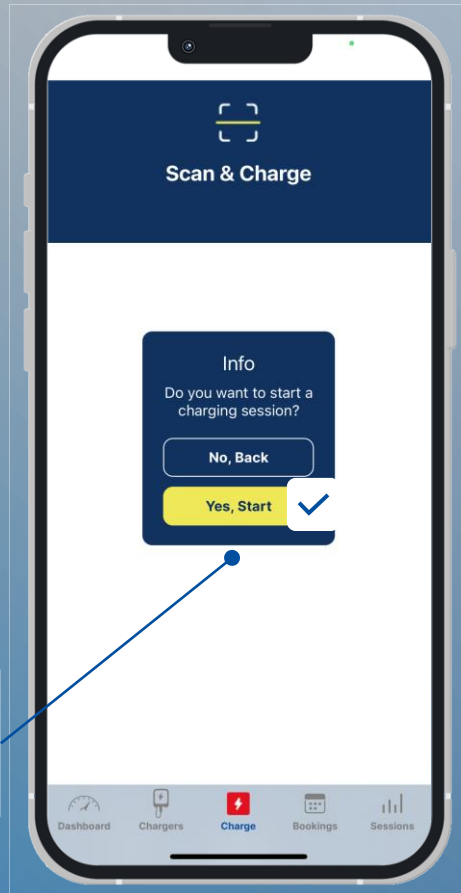 Scan & Charge
Info
Do you want to start a
charging session?
No, Back
Yes, Start
Dashboard
Chargers
Charge
Bookings
Sessions